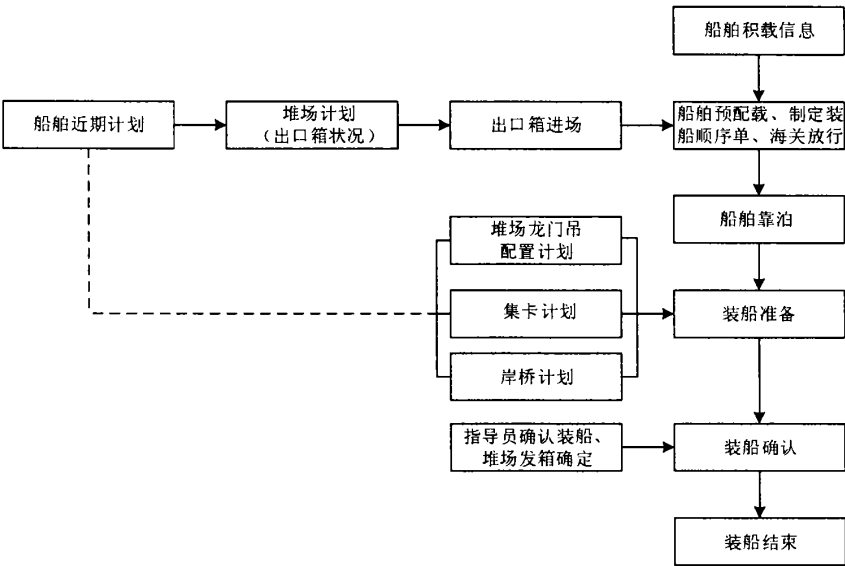 船舶积载信息
船舶近期计划
堆场计划
（出口箱状况）
出口箱进场
船舶预配载、制定装
船顺序单、海关放行
船舶靠泊
堆场龙门吊
配置计划
集卡计划
装船准备
岸桥计划
指导员确认装船、
堆场发箱确定
装船确认
装船结束